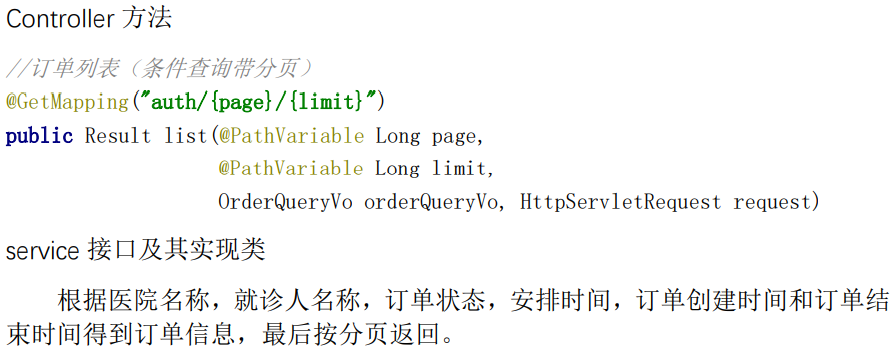 Controller 方法
//订单列表（条件查询带分页）
@GetMapping("auth/{page}/{limit}")
public Result list(@PathVariable Long page,
@PathVariable Long limit,
OrderQueryVo orderQueryVo, HttpServletRequest request)
service 接口及其实现类
根据医院名称，就诊人名称，订单状态，安排时间，订单创建时间和订单结
束时间得到订单信息，最后按分页返回。